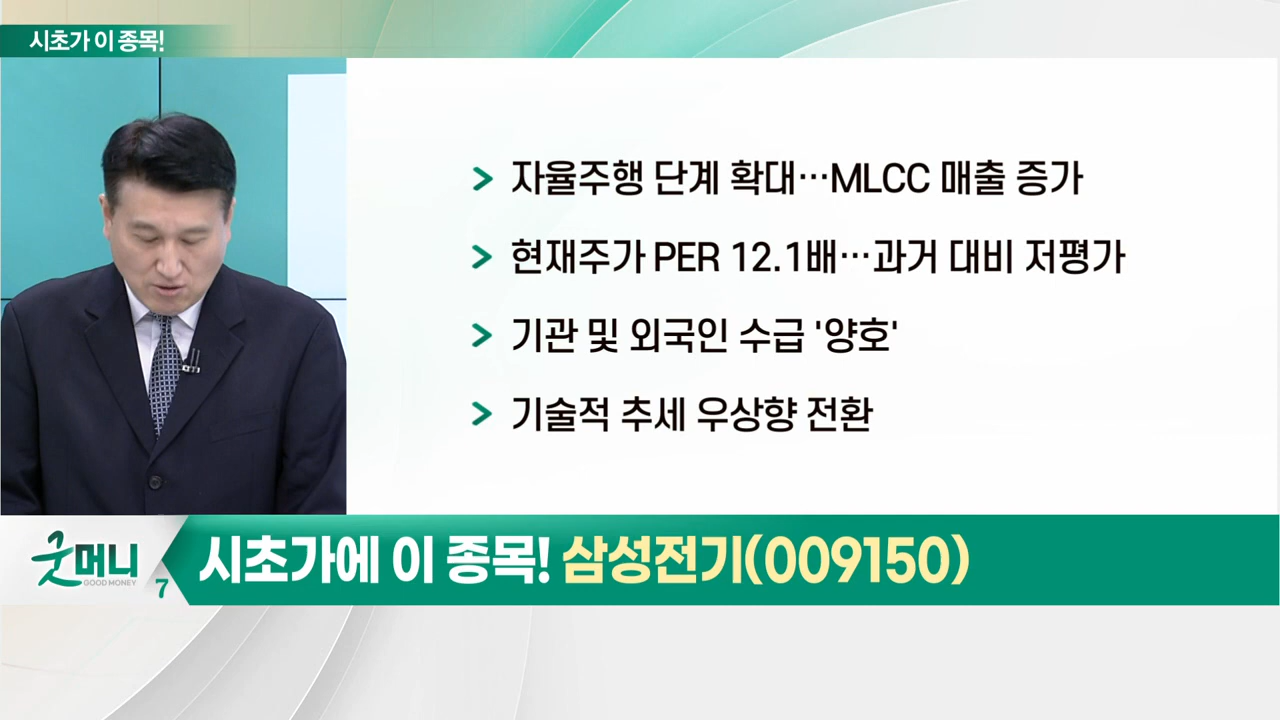 시초가 이 종목!
> 자율주행 단계 확대…MLCC 매출 증가
> 현재주가 PER 12.1배…과거 대비 저평가
> 기관 및 외국인 수급 '양호'
> 기술적 추세 우상향 전환
굿머니
GOOD MONEY
7
시초가에 이 종목! 삼성전기(009150)